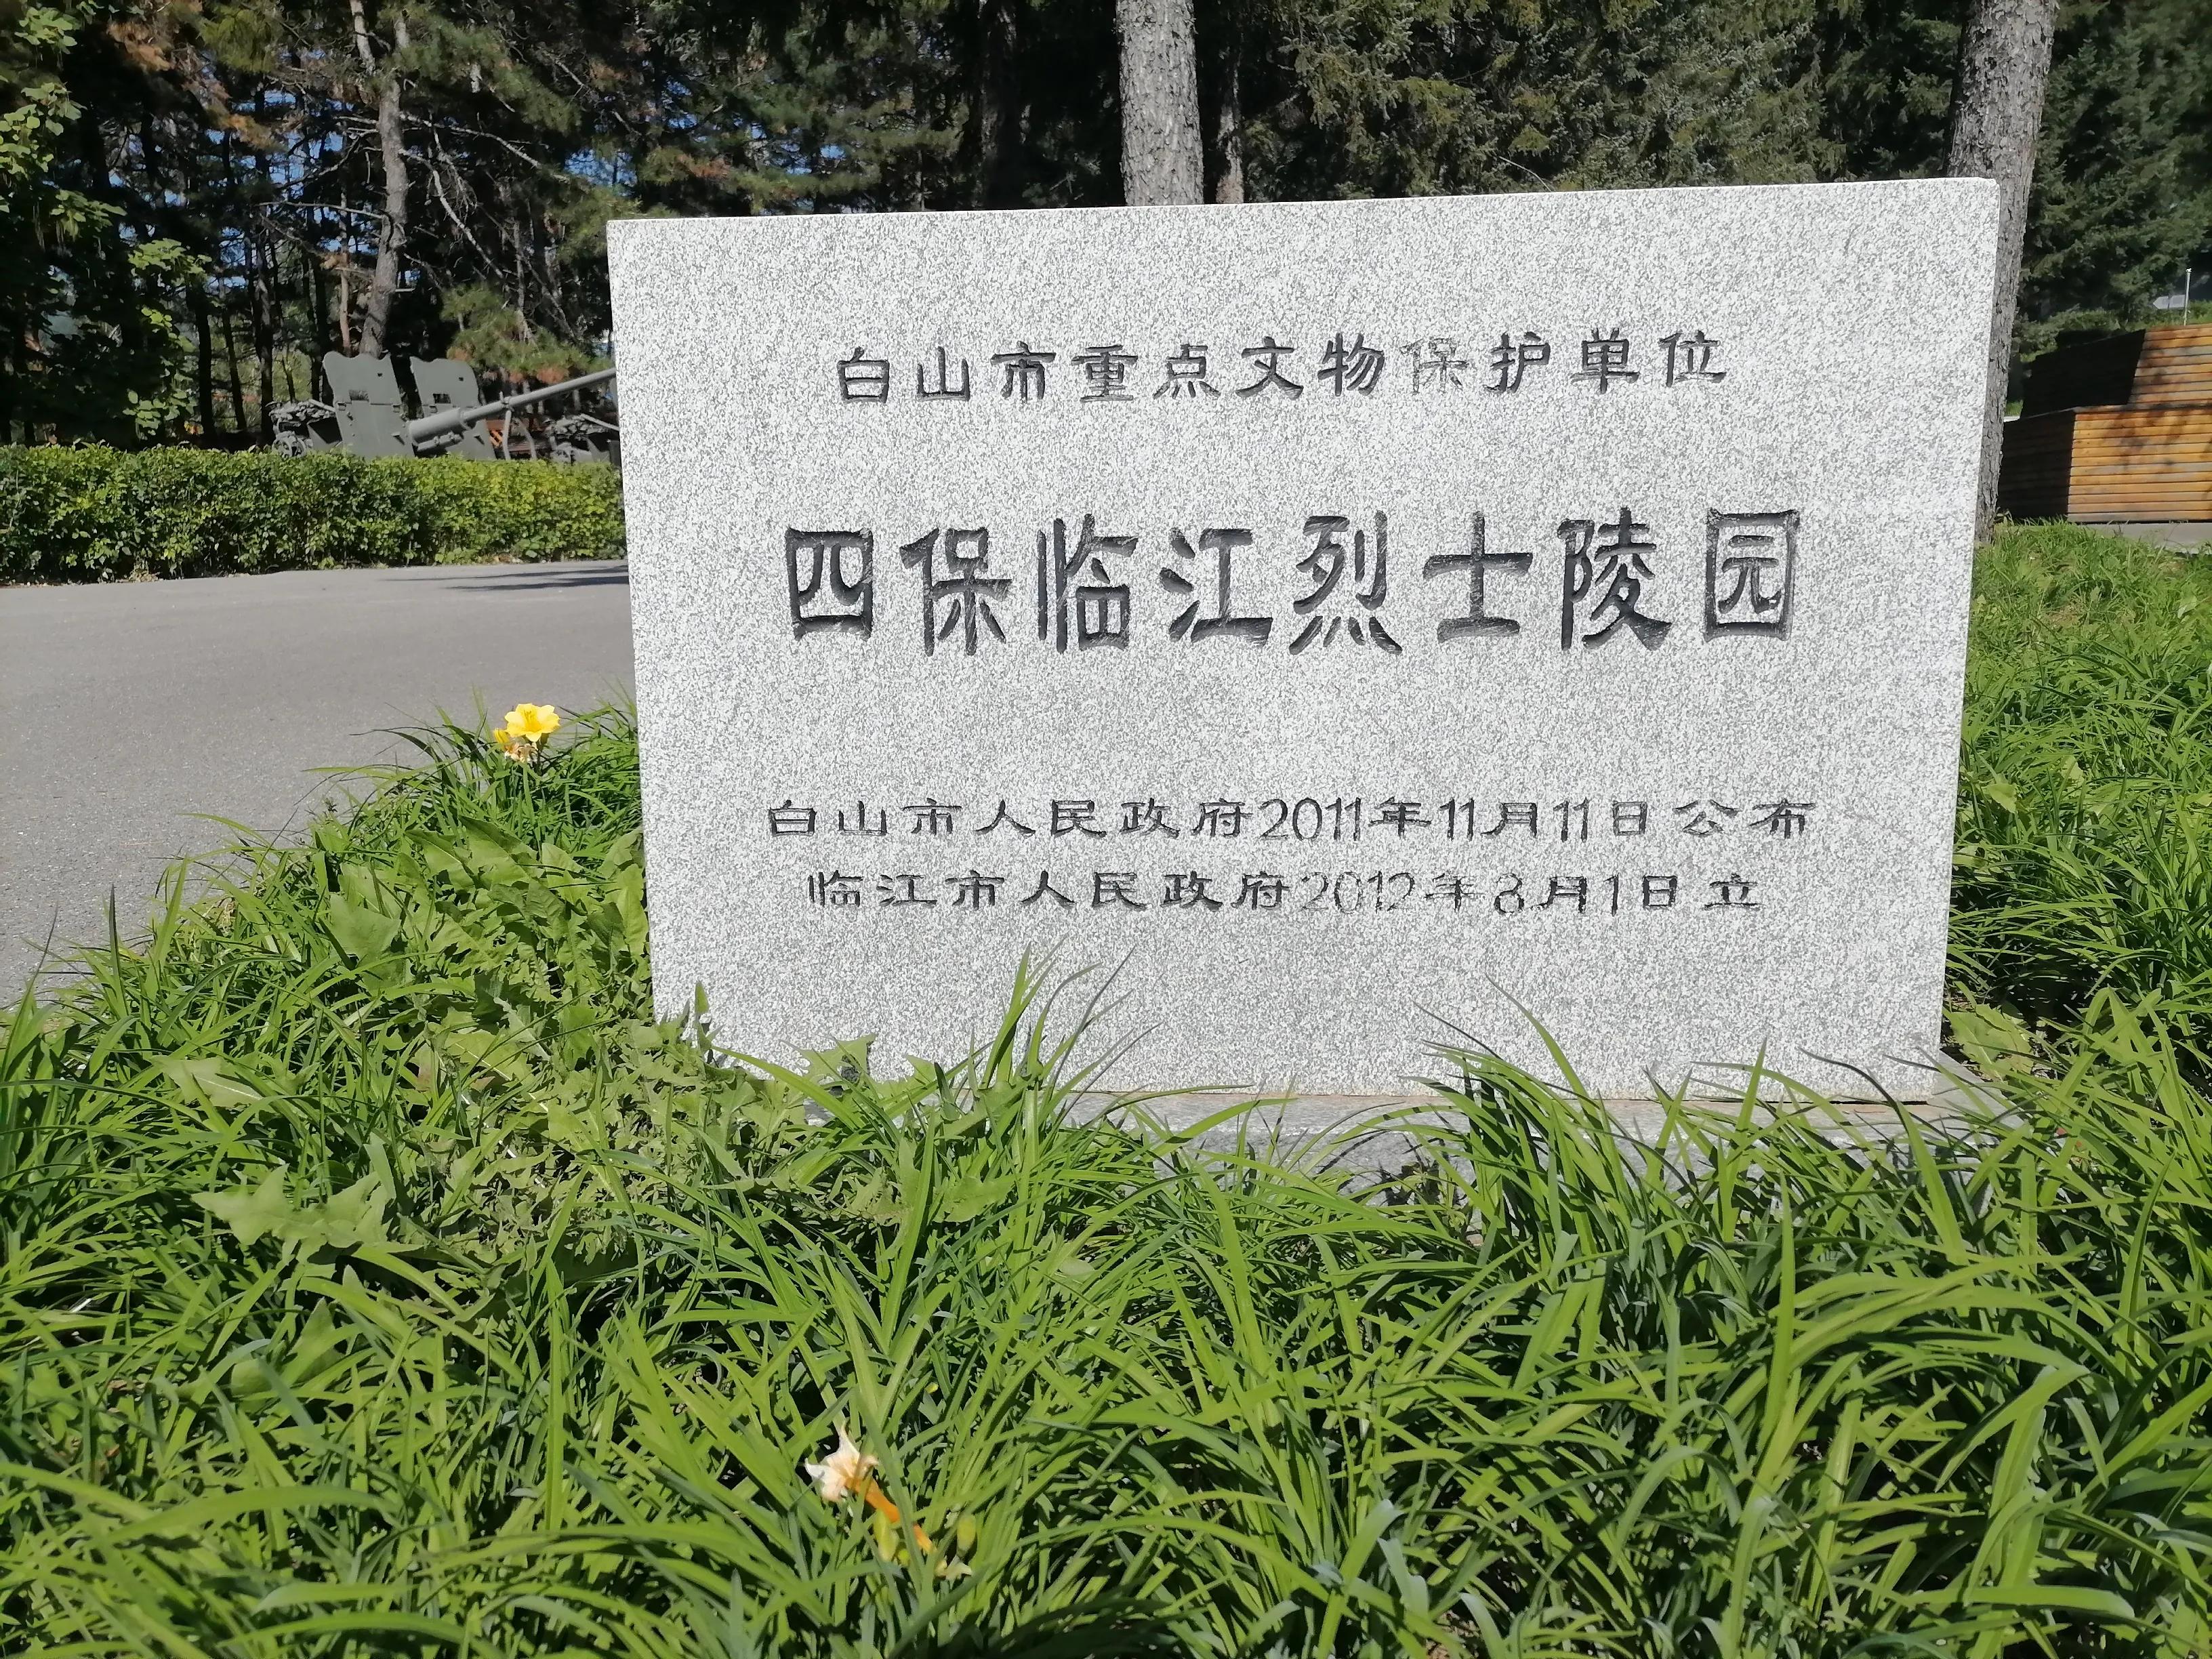 白山市重点文物保护单位
四保临江烈士陵园
白山市人民政府2011年11月11日公布
临江市人民政府2012年8月1日立